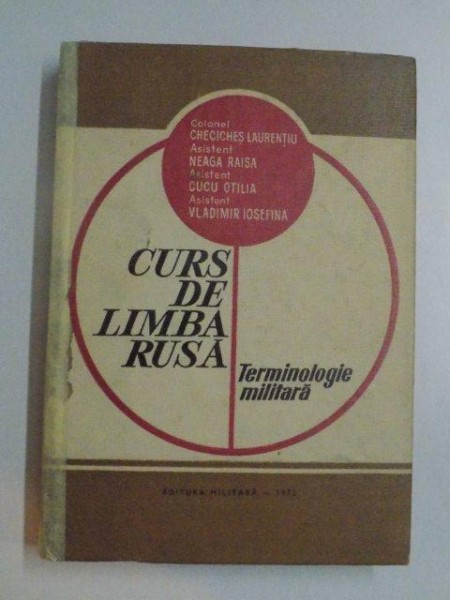 Colonel
CHECICHES LAURENȚIU
Asistent
NEAGA RAISA
Asistent
CUCU OTILIA
Asistent
VLADIMIR IOSEFINA
CURS
DE
LIMBA
RUSĂ
Terminologie
militară
EDITURA MILITARĂ — 1972